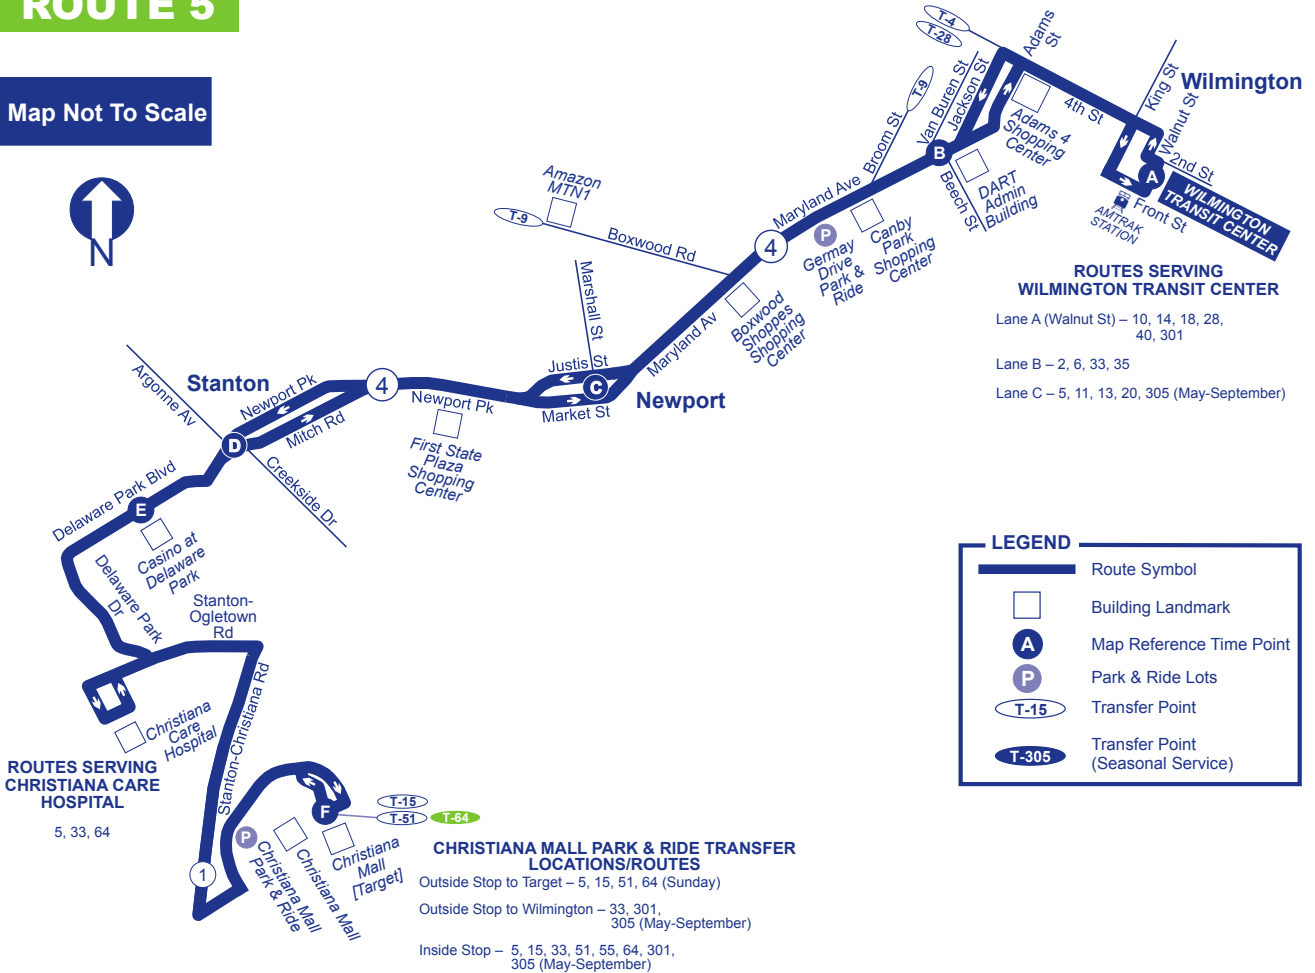 ROUTE 5
Map Not To Scale
N
T-4
T-28
Adams
St
T-9
Van Buren St
Jackson St
Broom St
4th St
King St
Wilmington
Walnut St
2nd St
Adams 4
Shopping
Center
B
A
WILMINGTON
TRANSIT CENTER
DART
Admin
Building
Beech St
Front St
AMTRAK
STATION
Amazon
MTN1
T-9
Boxwood Rd
Maryland Ave
4
P
Germay
Drive
Park &
Ride
Canby
Park
Shopping
Center
Marshall St
Boxwood
Shoppes
Shopping
Center
Maryland Av
Justis St
C
Market St
Newport
ROUTES SERVING
WILMINGTON TRANSIT CENTER
Lane A (Walnut St) – 10, 14, 18, 28,
40, 301
Lane B – 2, 6, 33, 35
Lane C – 5, 11, 13, 20, 305 (May-September)
Argonne Av
Stanton
Newport Pk
4
Newport Pk
Mitch Rd
D
First State
Plaza
Shopping
Center
Creekside Dr
Delaware Park Blvd
E
Casino at
Delaware
Park
Delaware Park
Dr
Stanton-
Ogletown
Rd
Christiana
Care
Hospital
Stanton-Christiana Rd
ROUTES SERVING
CHRISTIANA CARE
HOSPITAL
5, 33, 64
1
F
T-15
T-51
T-64
P
Christiana Mall
Park & Ride
Christiana Mall
Christiana
Mall
[Target]
CHRISTIANA MALL PARK & RIDE TRANSFER
LOCATIONS/ROUTES
Outside Stop to Target – 5, 15, 51, 64 (Sunday)
Outside Stop to Wilmington – 33, 301,
305 (May-September)
Inside Stop – 5, 15, 33, 51, 55, 64, 301,
305 (May-September)
LEGEND
Route Symbol
Building Landmark
A
Map Reference Time Point
P
Park & Ride Lots
T-15
Transfer Point
T-305
Transfer Point
(Seasonal Service)